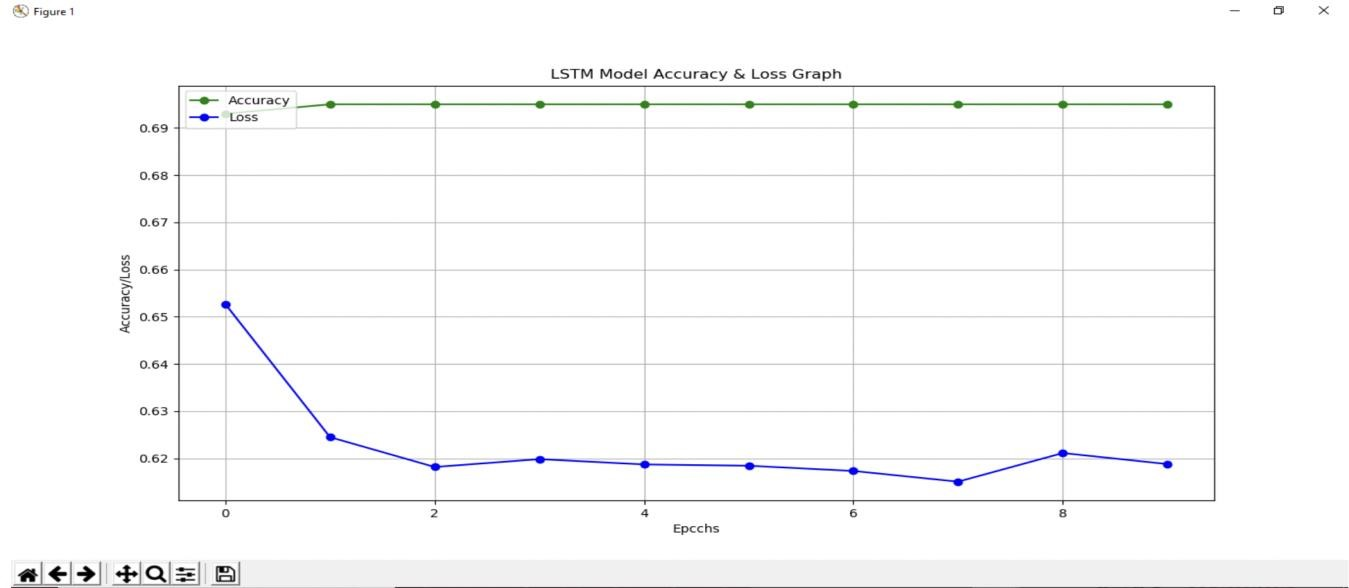 Figure 1
LSTM Model Accuracy & Loss Graph
Accuracy
Loss
0.69
0.68
0.67
0.66
0.65
0.64
0.63
0.62
Accuracy/Loss
0 2 4 6 8
Epcchs